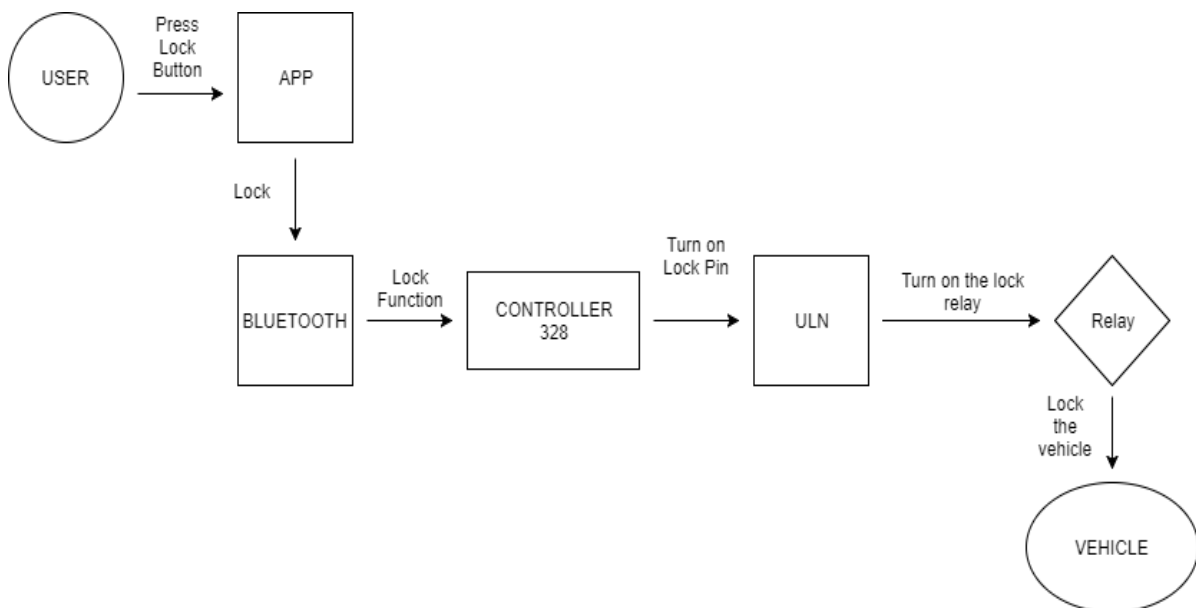 USER
Press
Lock
Button
APP
Lock
BLUETOOTH
Lock
Function
CONTROLLER
328
Turn on
Lock Pin
ULN
Turn on the lock
relay
Relay
Lock
the
vehicle
VEHICLE